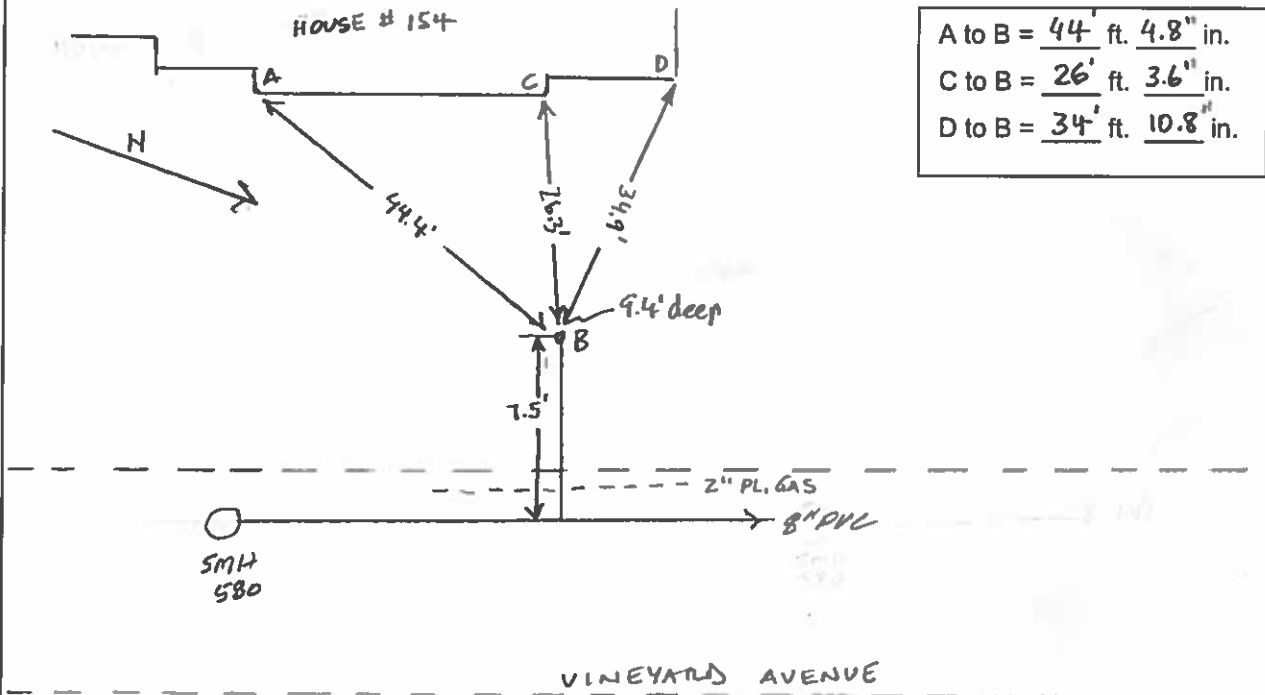 HOUSE # 154
A to B = 44' ft. 4.8" in.
C to B = 26' ft. 3.6" in.
D to B = 34' ft. 10.8" in.
A
C
D
N
44.4'
26.3'
34.9'
9.4' deep
B
7.5'
2" PL. GAS
8" PVC
SMH
580
VINEYARD AVENUE